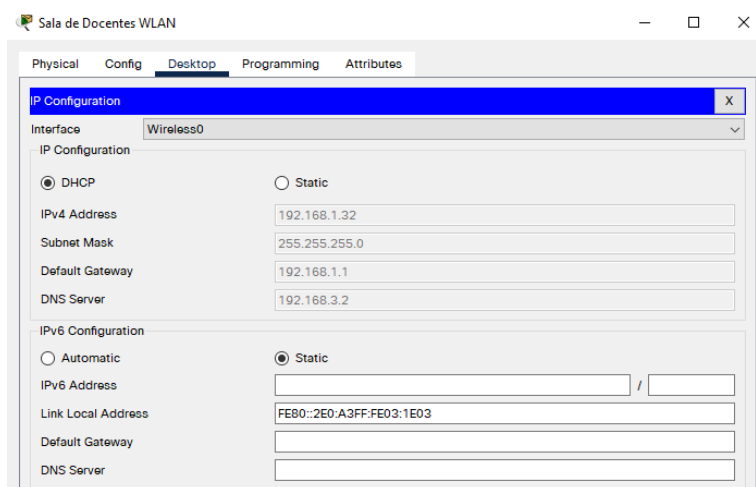 Sala de Docentes WLAN
Physical Config Desktop Programming Attributes
IP Configuration X
Interface Wireless0
IP Configuration
DHCP Static
IPv4 Address 192.168.1.32
Subnet Mask 255.255.255.0
Default Gateway 192.168.1.1
DNS Server 192.168.3.2
IPv6 Configuration
Automatic Static
IPv6 Address /
Link Local Address FE80::2E0:A3FF:FE03:1E03
Default Gateway
DNS Server